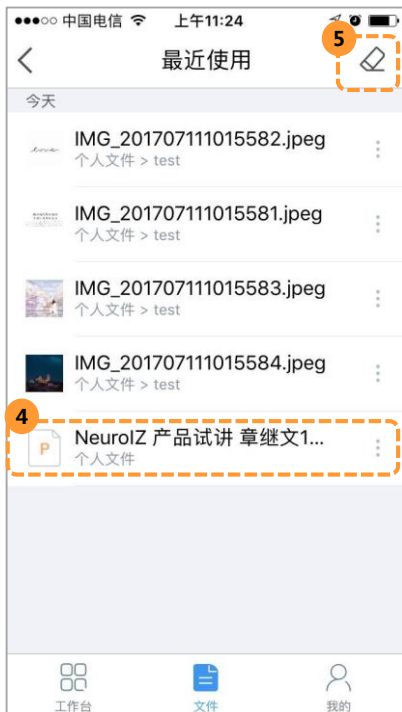 中国电信 上午11:24
5
最近使用
今天
IMG_201707111015582.jpeg
个人文件 > test
IMG_201707111015581.jpeg
个人文件 > test
IMG_201707111015583.jpeg
个人文件 > test
IMG_201707111015584.jpeg
个人文件 > test
4
P NeuroIZ 产品试讲 章继文1...
个人文件
工作台 文件 我的